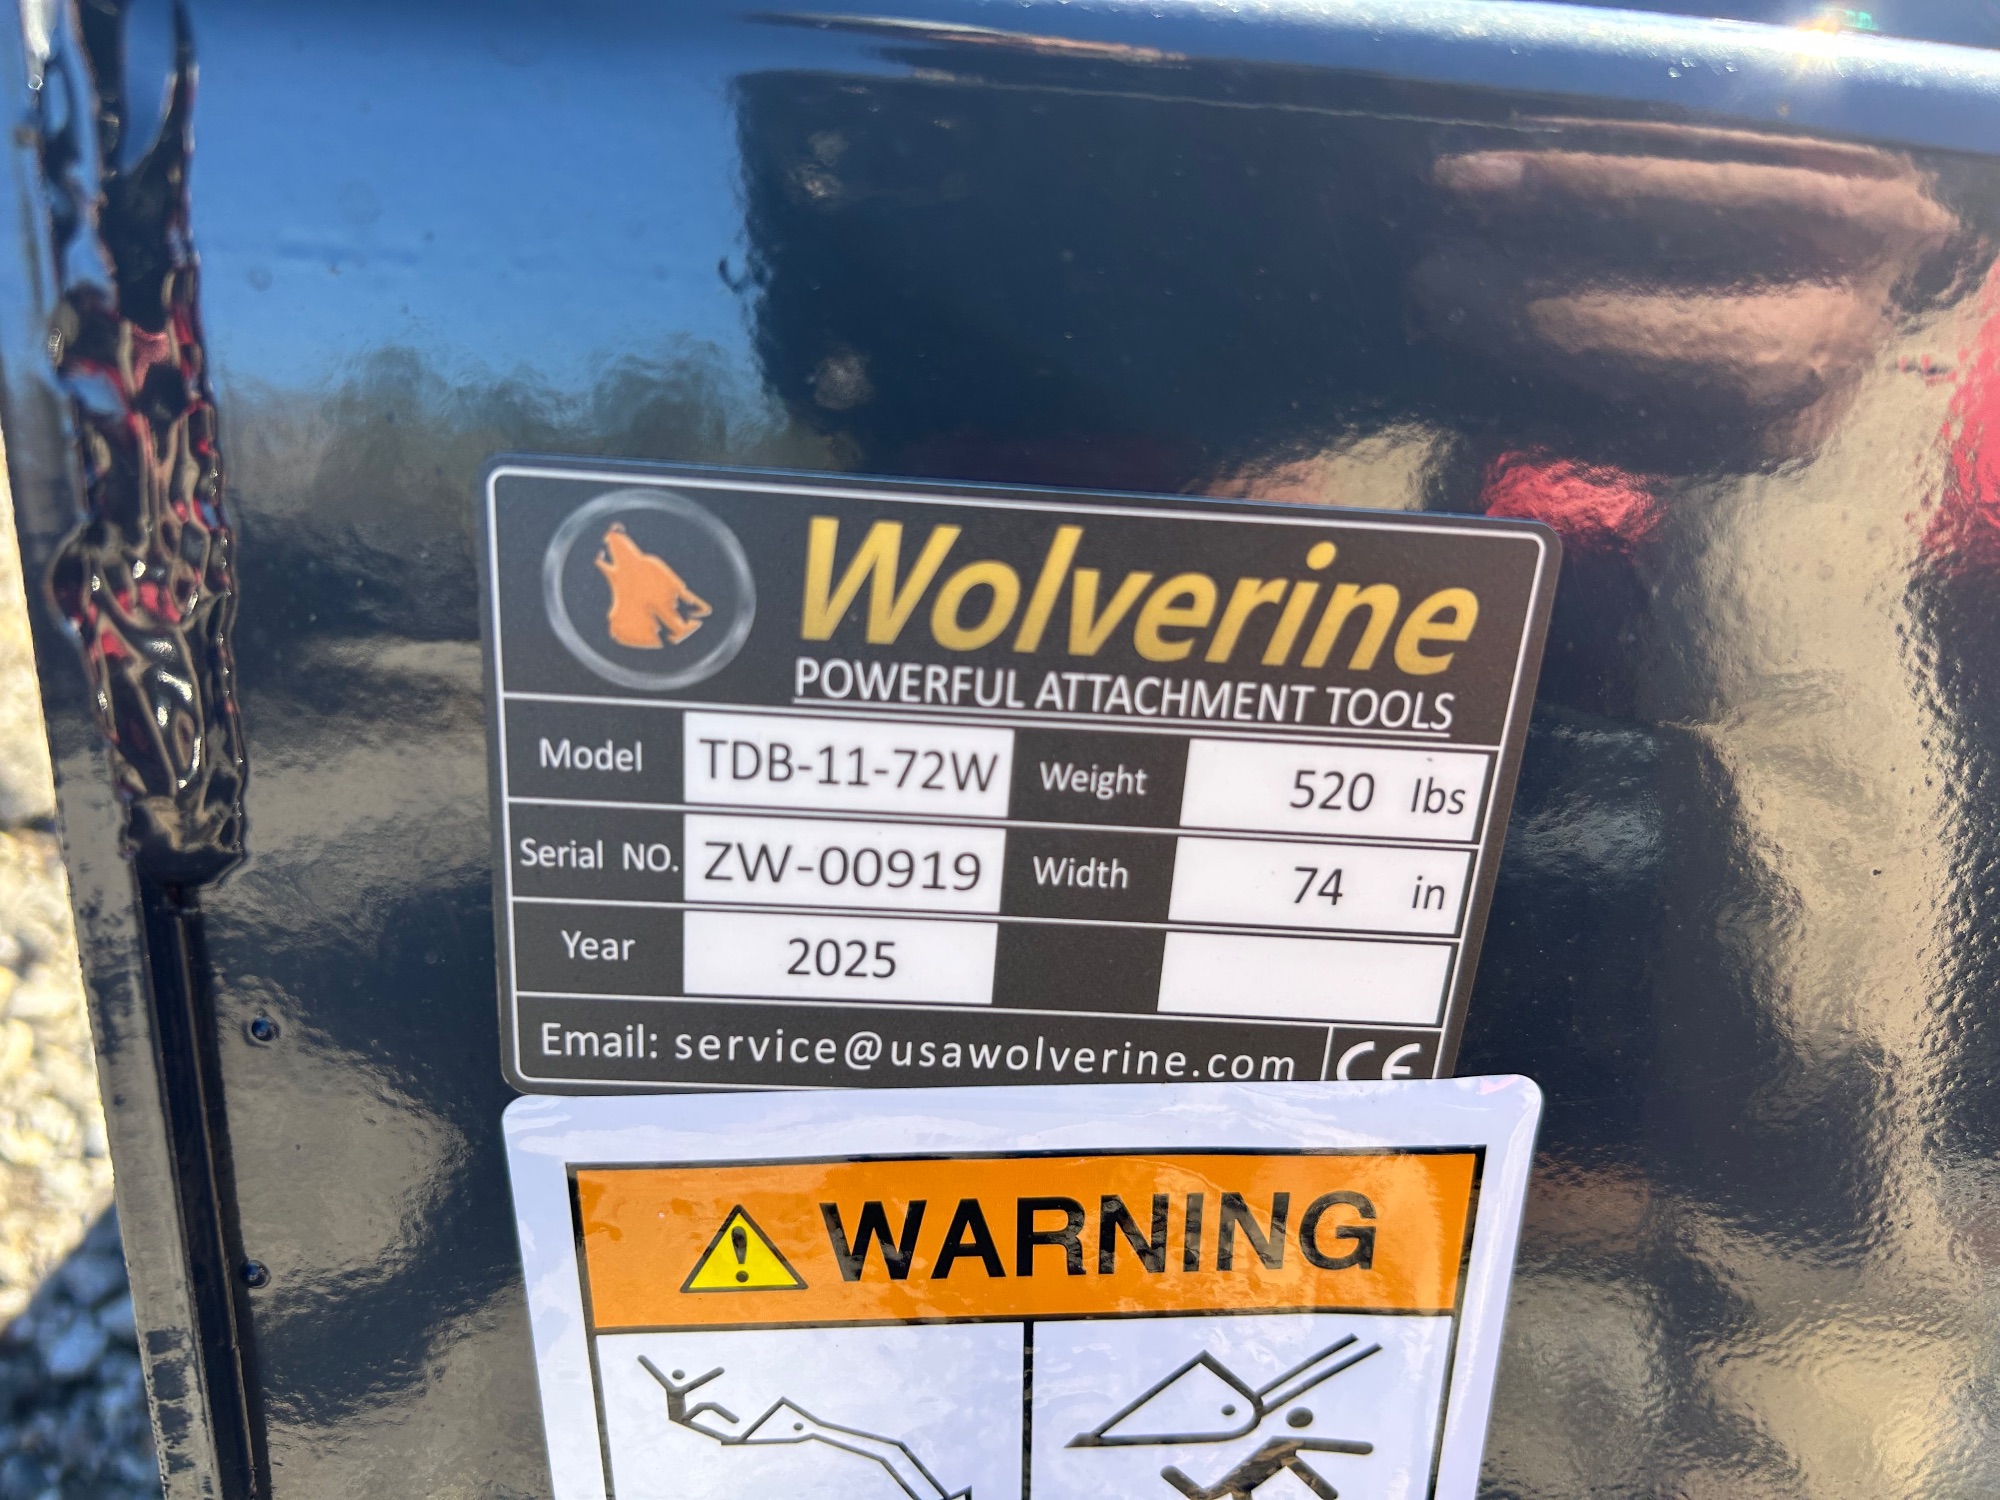 Wolverine
POWERFUL ATTACHMENT TOOLS
Model TDB-11-72W Weight 520 lbs
Serial NO. ZW-00919 Width 74 in
Year 2025
Email: service@usawolverine.com CE
WARNING